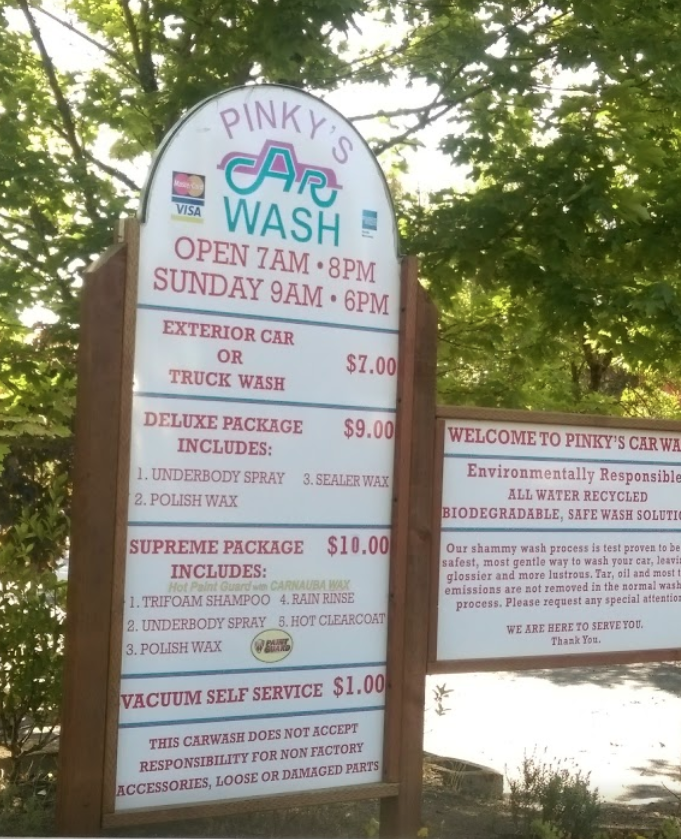 PINKY'S
CAR
WASH
MasterCard
VISA
OPEN 7AM • 8PM
SUNDAY 9AM • 6PM
EXTERIOR CAR
OR
TRUCK WASH
$7.00
DELUXE PACKAGE $9.00
INCLUDES:
1. UNDERBODY SPRAY 3. SEALER WAX
2. POLISH WAX
SUPREME PACKAGE $10.00
INCLUDES:
Hot Paint Guard with CARNAUBA WAX
1. TRIFOAM SHAMPOO 4. RAIN RINSE
2. UNDERBODY SPRAY 5. HOT CLEARCOAT
3. POLISH WAX
PAINT
GUARD
VACUUM SELF SERVICE $1.00
THIS CARWASH DOES NOT ACCEPT
RESPONSIBILITY FOR NON FACTORY
ACCESSORIES, LOOSE OR DAMAGED PARTS
WELCOME TO PINKY'S CAR WA
Environmentally Responsible
ALL WATER RECYCLED
BIODEGRADABLE, SAFE WASH SOLUTIO
Our shammy wash process is test proven to be
safest, most gentle way to wash your car, leavi
glossier and more lustrous. Tar, oil and most t
emissions are not removed in the normal wash
process. Please request any special attention
WE ARE HERE TO SERVE YOU.
Thank You.